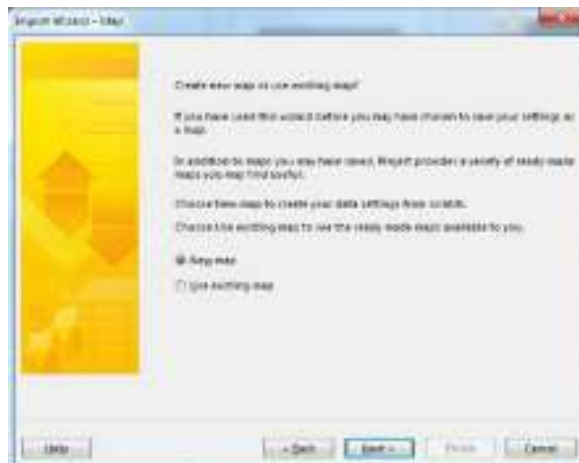 Import Wizard - Map
Create new map or use existing map?
If you have used this wizard before you may have chosen to save your settings as
a map.
In addition to maps you may have saved, Project provides a variety of ready made
maps you may find useful.
Choose New map to create your data settings from scratch.
Choose Use existing map to see the ready made maps available to you.
New map
Use existing map
Help
< Back
Next >
Finish
Cancel